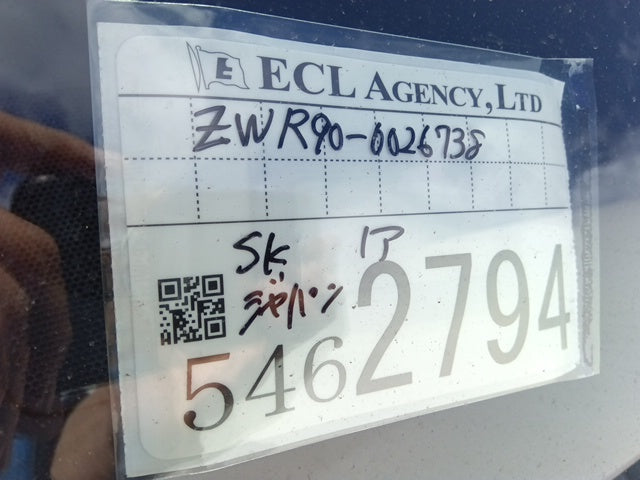 E ECL AGENCY, LTD
ZWR90-0026738
SK ｱ
ジャパン
5462794